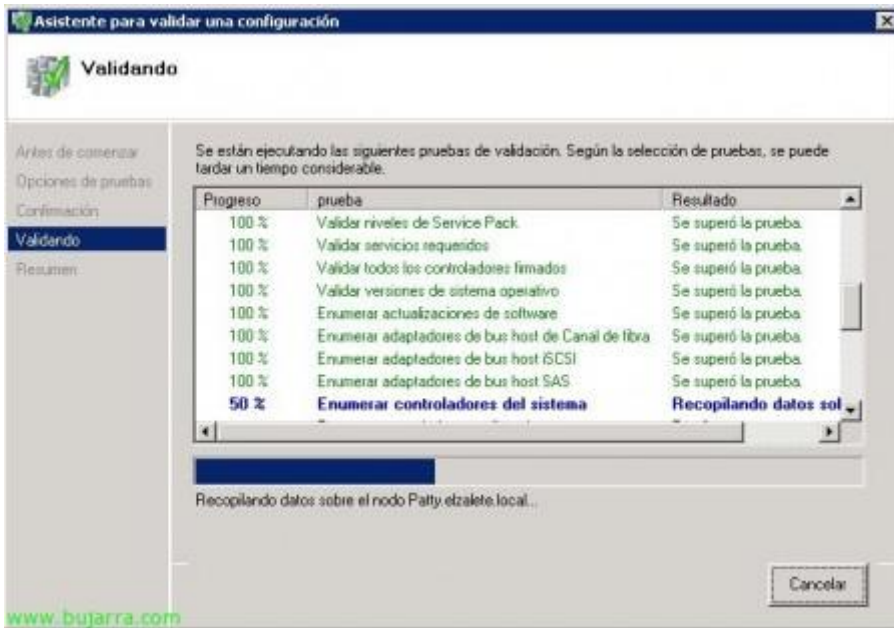 Asistente para validar una configuración
Validando
Antes de comenzar
Opciones de pruebas
Confirmación
Validando
Resumen
Se están ejecutando las siguientes pruebas de validación. Según la selección de pruebas, se puede
tardar un tiempo considerable.
Progreso prueba Resultado
100 % Validar niveles de Service Pack Se superó la prueba.
100 % Validar servicios requeridos Se superó la prueba.
100 % Validar todos los controladores firmados Se superó la prueba.
100 % Validar versiones de sistema operativo Se superó la prueba.
100 % Enumerar actualizaciones de software Se superó la prueba.
100 % Enumerar adaptadores de bus host de Canal de fibra Se superó la prueba.
100 % Enumerar adaptadores de bus host iSCSI Se superó la prueba.
100 % Enumerar adaptadores de bus host SAS Se superó la prueba.
50 % Enumerar controladores del sistema Recopilando datos sol
Recopilando datos sobre el nodo Patty.elzalete.local...
Cancelar
www.bujarra.com